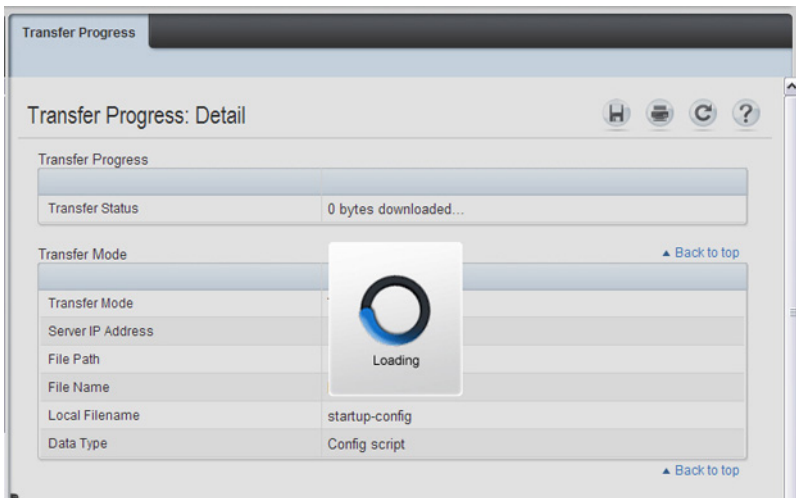 Transfer Progress
Transfer Progress: Detail
Transfer Progress
Transfer Status 0 bytes downloaded...
Transfer Mode ▲ Back to top
Transfer Mode
Server IP Address
File Path
File Name
Loading
Local Filename startup-config
Data Type Config script
▲ Back to top